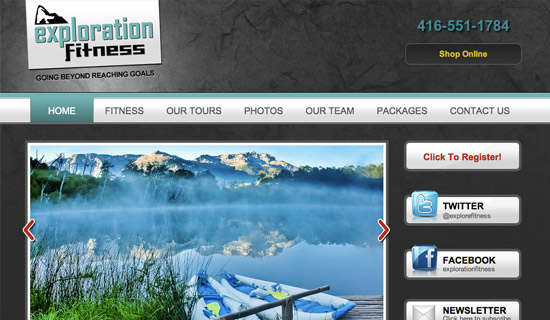 exploration
fitness
GOING BEYOND REACHING GOALS
416-551-1784
Shop Online
HOME
FITNESS
OUR TOURS
PHOTOS
OUR TEAM
PACKAGES
CONTACT US
Click To Register!
TWITTER
@explorefitness
FACEBOOK
explorationfitness
NEWSLETTER
Click here to subscribe